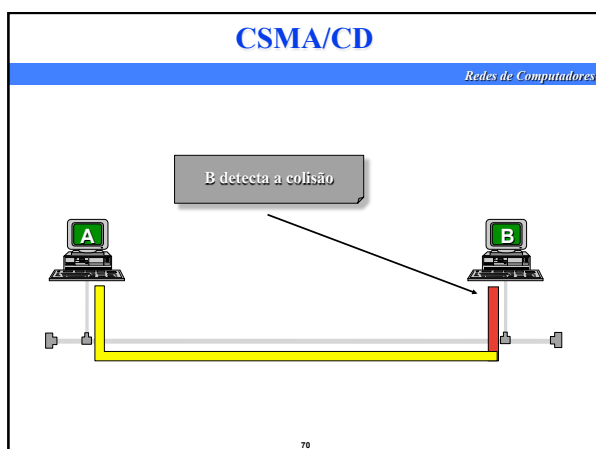 CSMA/CD
Redes de Computadores
B detecta a colisão
A
B
70